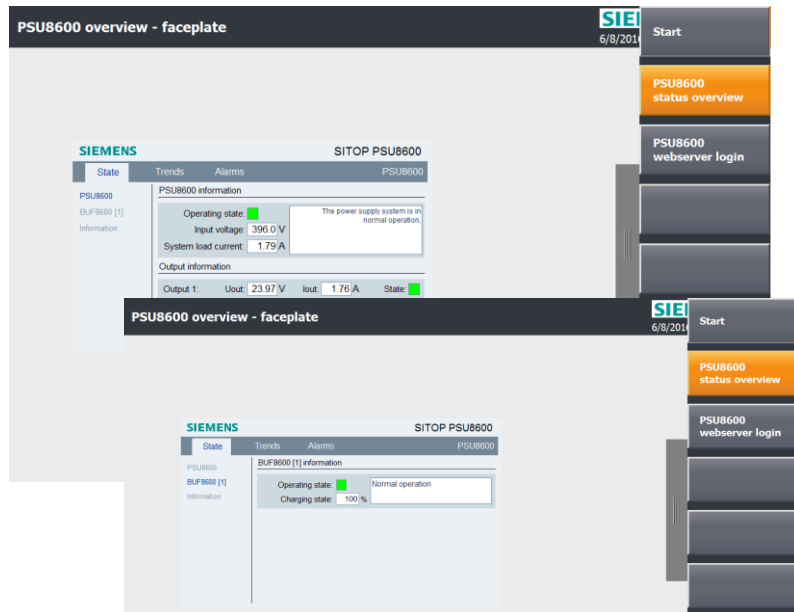 PSU8600 overview - faceplate
SIE
6/8/201
Start
PSU8600
status overview
PSU8600
webserver login
SIEMENS
SITOP PSU8600
State
Trends
Alarms
PSU8600
PSU8600
BUF8600 [1]
Information
PSU8600 information
Operating state:
The power supply system is in
normal operation.
Input voltage: 396.0 V
System load current: 1.79 A
Output information
Output 1: Uout: 23.97 V Iout: 1.76 A State:
PSU8600 overview - faceplate
SIE
6/8/201
Start
PSU8600
status overview
PSU8600
webserver login
SIEMENS
SITOP PSU8600
State
Trends
Alarms
PSU8600
PSU8600
BUF8600 [1]
Information
BUF8600 [1] information
Operating state:
Normal operation
Charging state: 100 %